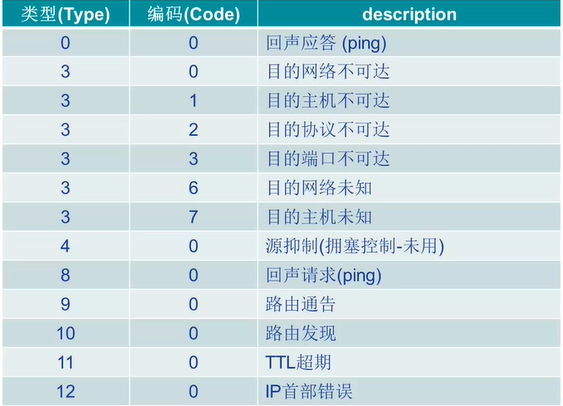 类型(Type) 编码(Code) description
0 0 回声应答 (ping)
3 0 目的网络不可达
3 1 目的主机不可达
3 2 目的协议不可达
3 3 目的端口不可达
3 6 目的网络未知
3 7 目的主机未知
4 0 源抑制(拥塞控制-未用)
8 0 回声请求(ping)
9 0 路由通告
10 0 路由发现
11 0 TTL超期
12 0 IP首部错误